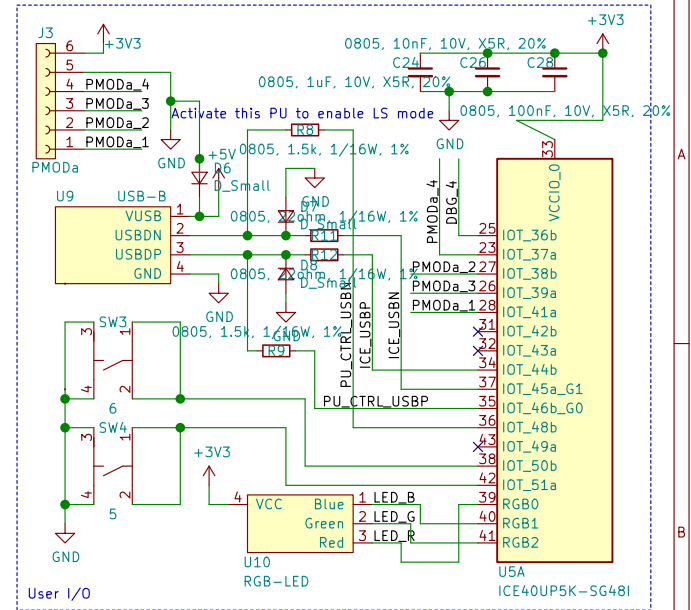 J3
6
+3V3
5
4 PMODa_4
3 PMODa_3
2 PMODa_2
1 PMODa_1
PMODa
GND
+3V3
0805, 10nF, 10V, X5R, 20%
C24 C26 C28
0805, 1uF, 10V, X5R, 20%
0805, 100nF, 10V, X5R, 20%
GND
Activate this PU to enable LS mode
R8
0805, 1.5k, 1/16W, 1%
+5V
D6
D_Small
GND
U9 USB-B
VUSB 1
USBDN 2
USBDP 3
GND 4
GND
D7
D_Small
0805, 22ohm, 1/16W, 1%
R11
R12
D8
D_Small
0805, 22ohm, 1/16W, 1%
GND
0805, 1.5k, 1/16W, 1%
R9
PU_CTRL_USBN
ICE_USBP
ICE_USBN
PU_CTRL_USBP
PMODa_4
DBG_4
33
VCCIO_0
25 IOT_36b
23 IOT_37a
PMODa_2 27 IOT_38b
PMODa_3 26 IOT_39a
PMODa_1 28 IOT_41a
31 IOT_42b
32 IOT_43a
34 IOT_44b
37 IOT_45a_G1
35 IOT_46b_G0
36 IOT_48b
43 IOT_49a
38 IOT_50b
42 IOT_51a
39 RGB0
40 RGB1
41 RGB2
U5A
ICE40UP5K-SG48I
SW3
3 1
4 2
6
SW4
3 1
4 2
5
GND
+3V3
4 VCC
Blue 1 LED_B
Green 2 LED_G
Red 3 LED_R
U10
RGB-LED
User I/O
A
B